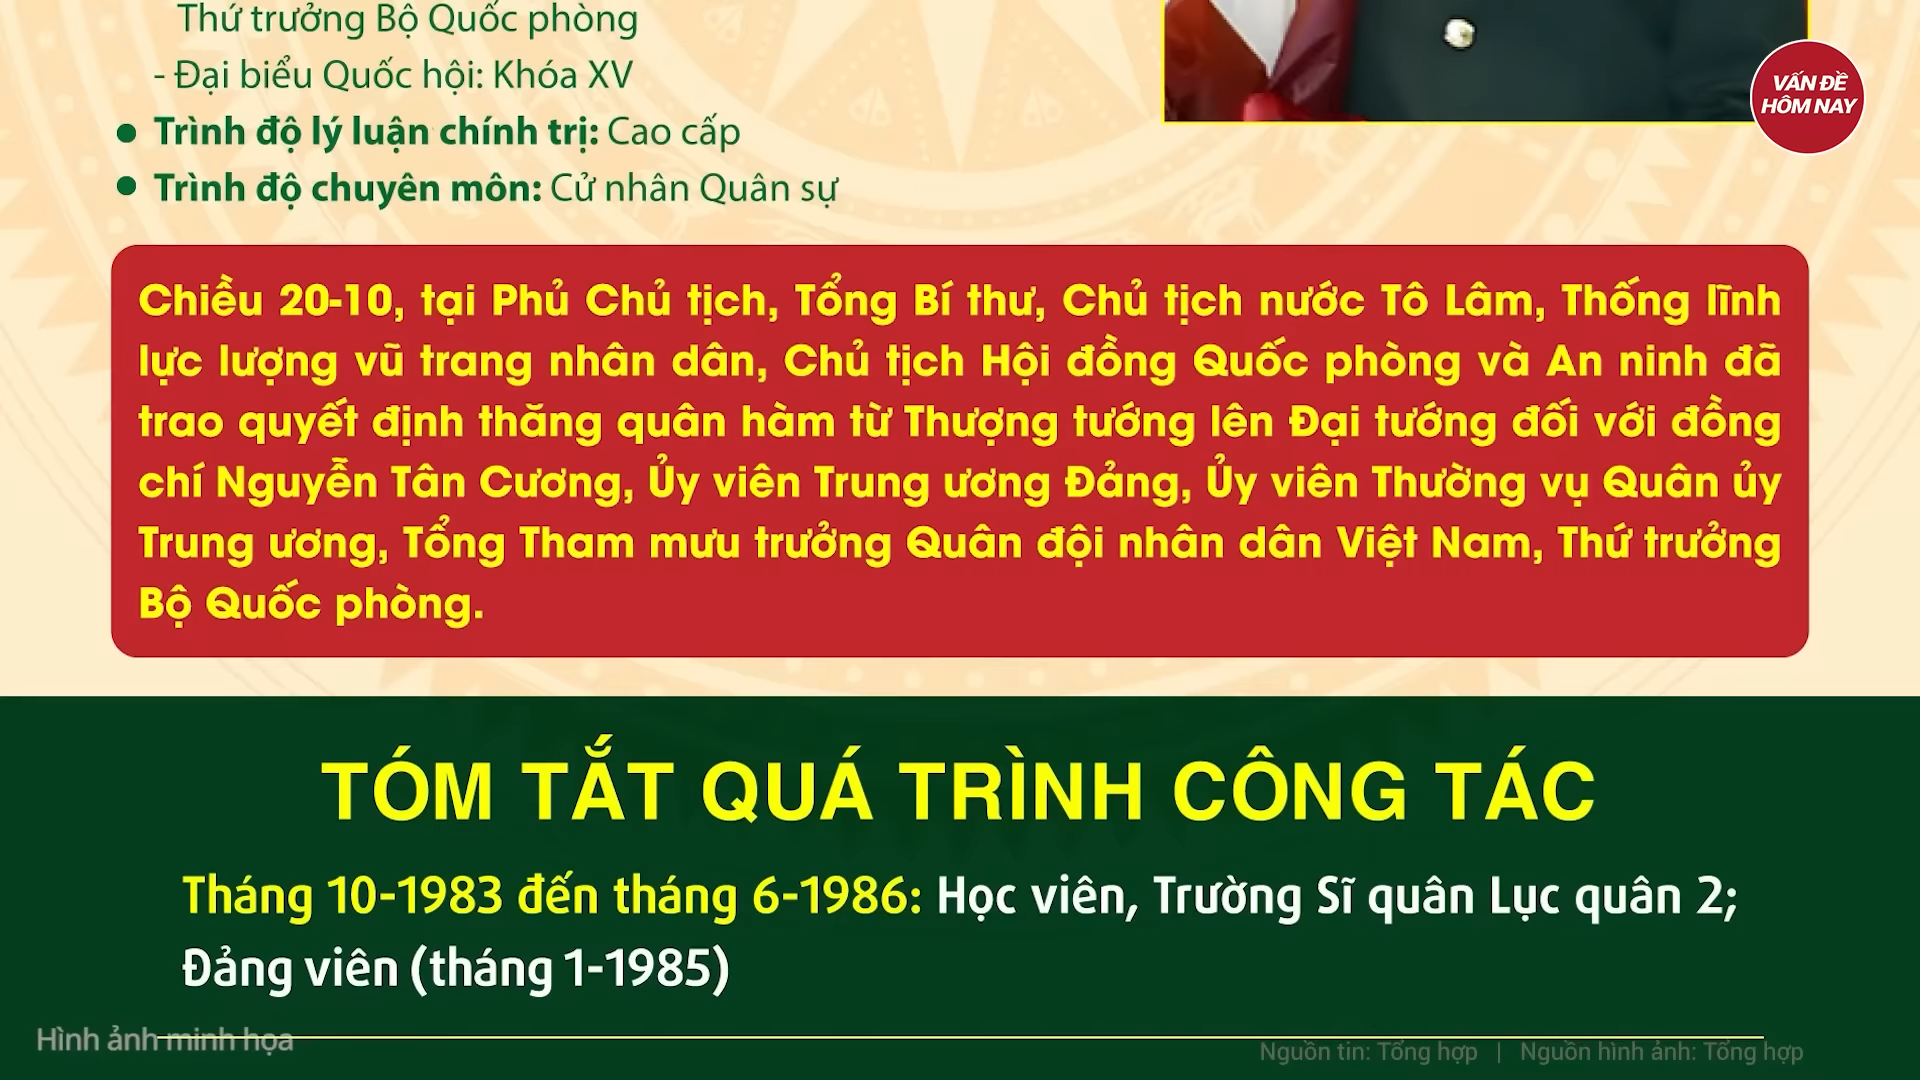 Thứ trưởng Bộ Quốc phòng
- Đại biểu Quốc hội: Khóa XV
VẤN ĐỀ
HÔM NAY
• Trình độ lý luận chính trị: Cao cấp
• Trình độ chuyên môn: Cử nhân Quân sự
Chiều 20-10, tại Phủ Chủ tịch, Tổng Bí thư, Chủ tịch nước Tô Lâm, Thống lĩnh
lực lượng vũ trang nhân dân, Chủ tịch Hội đồng Quốc phòng và An ninh đã
trao quyết định thăng quân hàm từ Thượng tướng lên Đại tướng đối với đồng
chí Nguyễn Tân Cương, Ủy viên Trung ương Đảng, Ủy viên Thường vụ Quân ủy
Trung ương, Tổng Tham mưu trưởng Quân đội nhân dân Việt Nam, Thứ trưởng
Bộ Quốc phòng.
TÓM TẮT QUÁ TRÌNH CÔNG TÁC
Tháng 10-1983 đến tháng 6-1986: Học viên, Trường Sĩ quân Lục quân 2;
Đảng viên (tháng 1-1985)
Hình ảnh minh họa
Nguồn tin: Tổng hợp | Nguồn hình ảnh: Tổng hợp